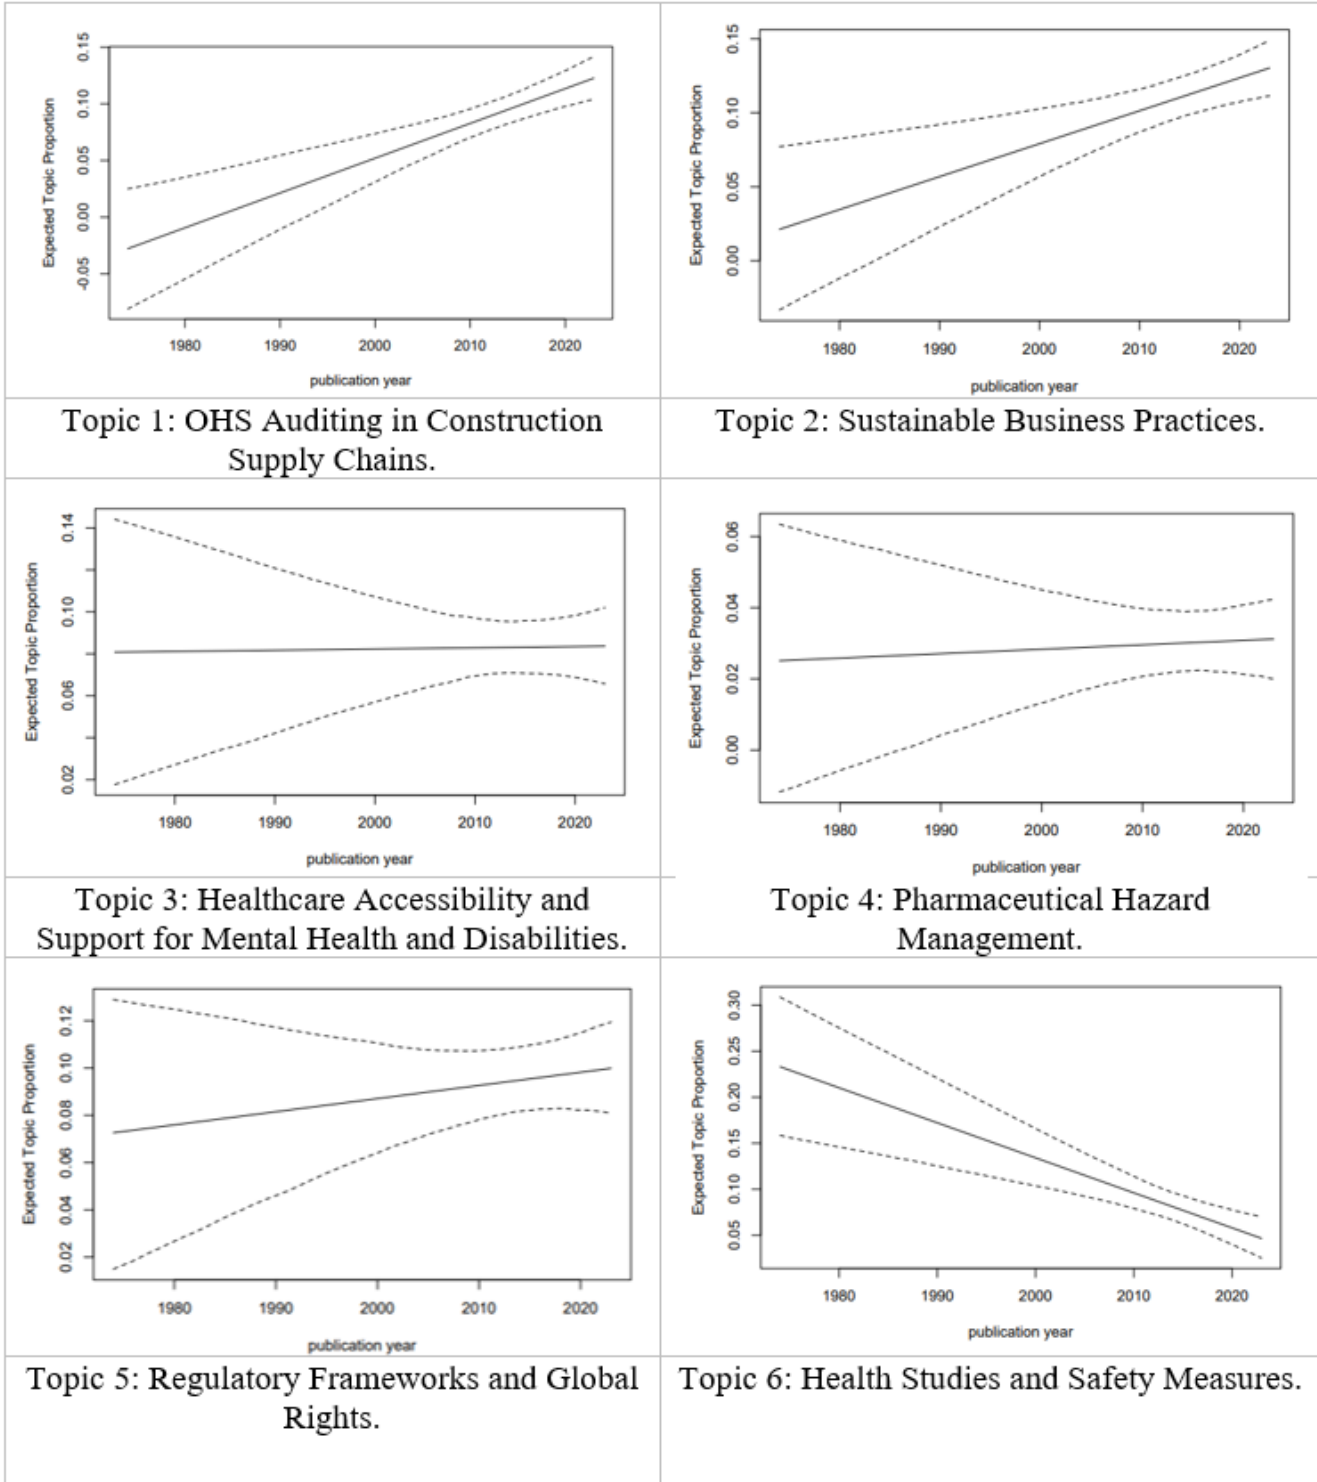 0.15
0.10
0.05
0.00
-0.05
Expected Topic Proportion
1980 1990 2000 2010 2020
publication year
Topic 1: OHS Auditing in Construction
Supply Chains.
0.15
0.10
0.05
0.00
Expected Topic Proportion
1980 1990 2000 2010 2020
publication year
Topic 2: Sustainable Business Practices.
0.14
0.10
0.06
0.02
Expected Topic Proportion
1980 1990 2000 2010 2020
publication year
Topic 3: Healthcare Accessibility and
Support for Mental Health and Disabilities.
0.06
0.04
0.02
0.00
Expected Topic Proportion
1980 1990 2000 2010 2020
publication year
Topic 4: Pharmaceutical Hazard
Management.
0.12
0.10
0.08
0.06
0.04
0.02
Expected Topic Proportion
1980 1990 2000 2010 2020
publication year
Topic 5: Regulatory Frameworks and Global
Rights.
0.30
0.25
0.20
0.15
0.10
0.05
Expected Topic Proportion
1980 1990 2000 2010 2020
publication year
Topic 6: Health Studies and Safety Measures.